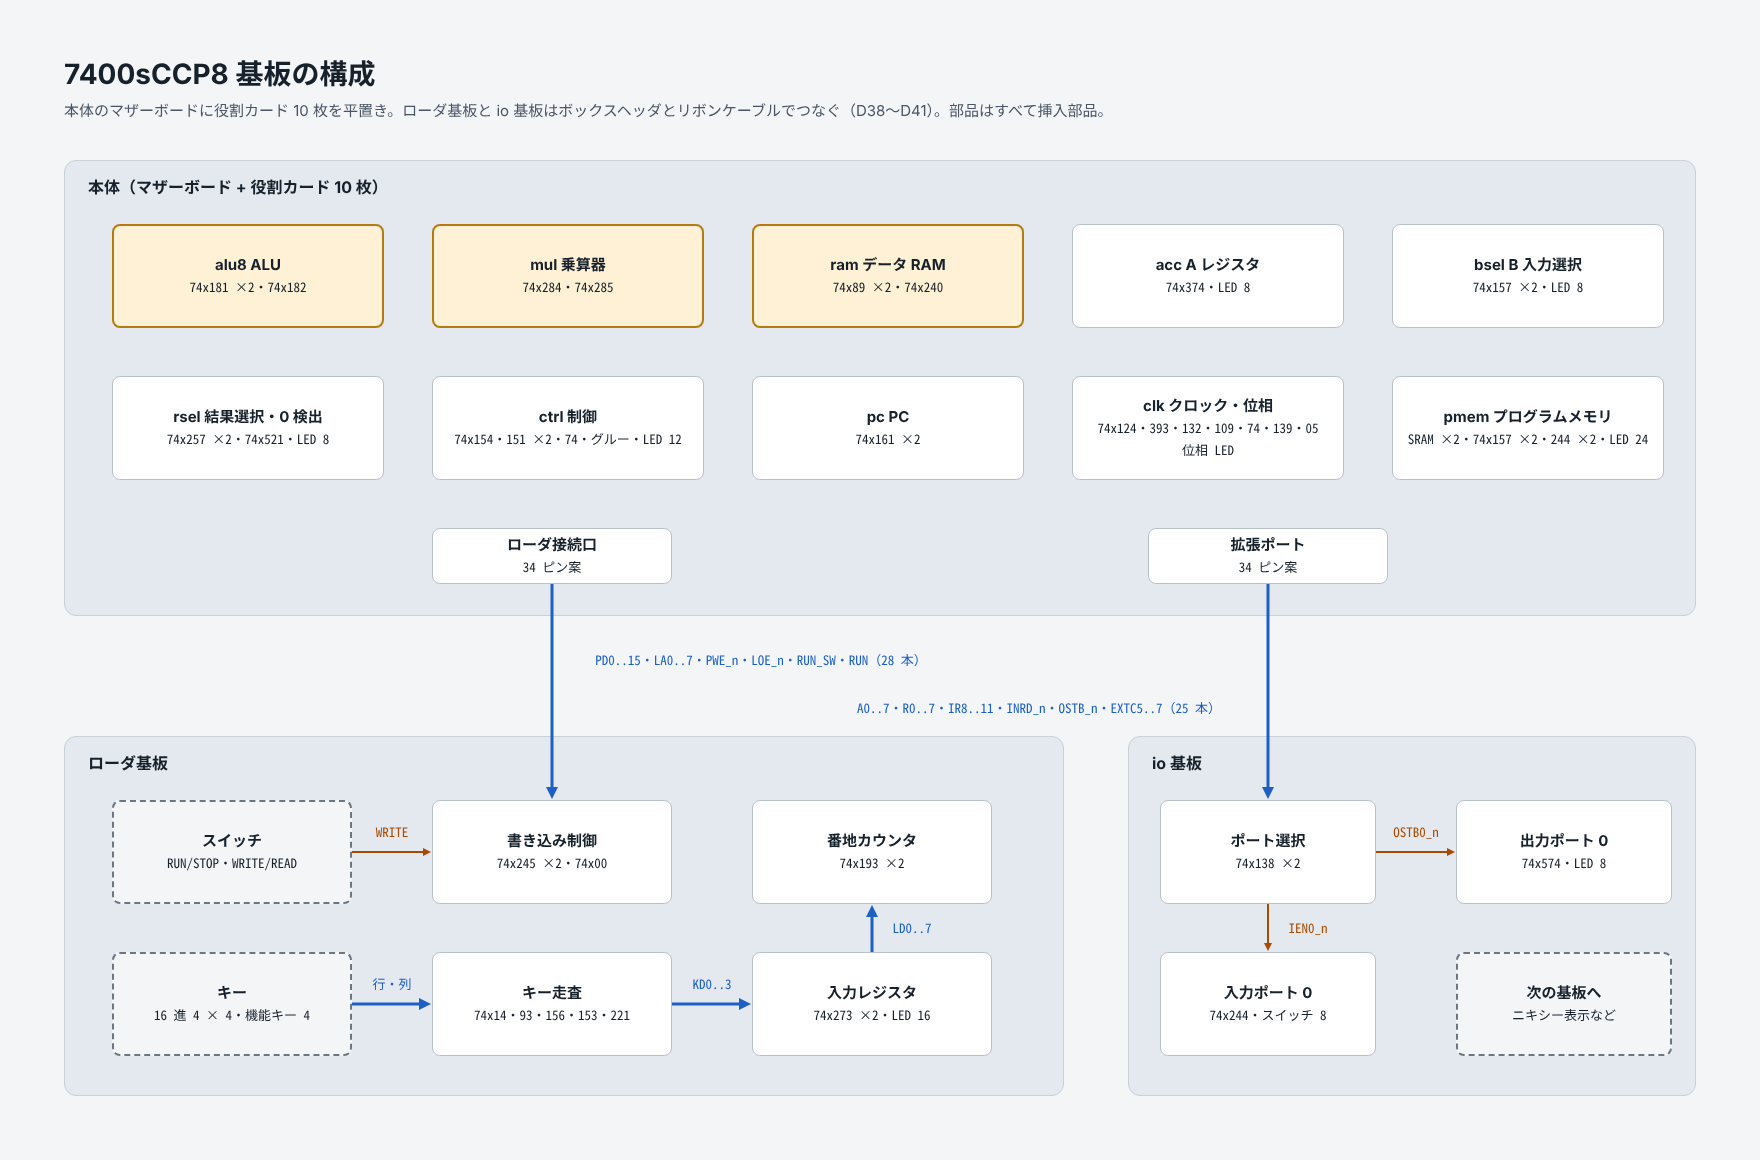 7400sCCP8 基板の構成
本体のマザーボードに役割カード 10 枚を平置き。ローダ基板と io 基板はボックスヘッダとリボンケーブルでつなぐ（D38〜D41）。部品はすべて挿入部品。
本体（マザーボード + 役割カード 10 枚）
alu8 ALU
74x181 ×2・74x182
mul 乗算器
74x284・74x285
ram データ RAM
74x89 ×2・74x240
acc A レジスタ
74x374・LED 8
bsel B 入力選択
74x157 ×2・LED 8
rsel 結果選択・0 検出
74x257 ×2・74x521・LED 8
ctrl 制御
74x154・151 ×2・74・グルー・LED 12
pc PC
74x161 ×2
clk クロック・位相
74x124・393・132・109・74・139・05
位相 LED
pmem プログラムメモリ
SRAM ×2・74x157 ×2・244 ×2・LED 24
ローダ接続口
34 ピン案
拡張ポート
34 ピン案
PD0..15・LA0..7・PWE_n・LOE_n・RUN_SW・RUN（28 本）
A0..7・R0..7・IR8..11・INRD_n・OSTB_n・EXTC5..7（25 本）
ローダ基板
スイッチ
RUN/STOP・WRITE/READ
WRITE
書き込み制御
74x245 ×2・74x00
番地カウンタ
74x193 ×2
LD0..7
キー
16 進 4 × 4・機能キー 4
行・列
キー走査
74x14・93・156・153・221
KD0..3
入力レジスタ
74x273 ×2・LED 16
io 基板
ポート選択
74x138 ×2
OSTB0_n
出力ポート 0
74x574・LED 8
IEN0_n
入力ポート 0
74x244・スイッチ 8
次の基板へ
ニキシー表示など